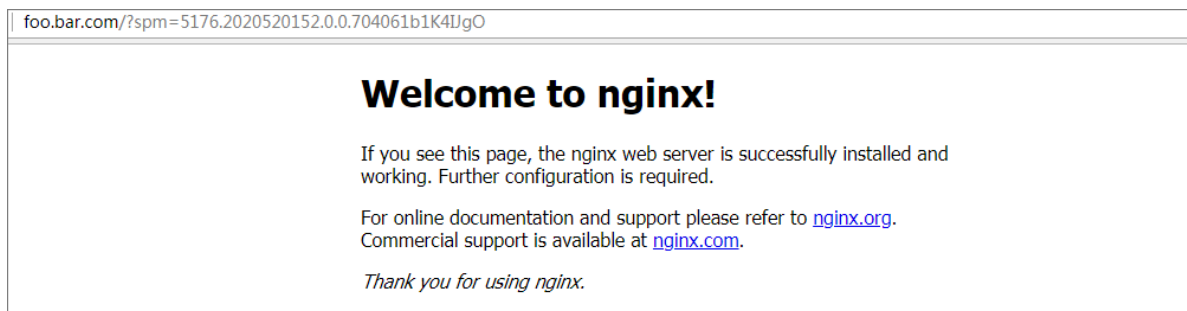 foo.bar.com/?spm=5176.2020520152.0.0.704061b1K4IJgO
Welcome to nginx!
If you see this page, the nginx web server is successfully installed and
working. Further configuration is required.
For online documentation and support please refer to nginx.org.
Commercial support is available at nginx.com.
Thank you for using nginx.